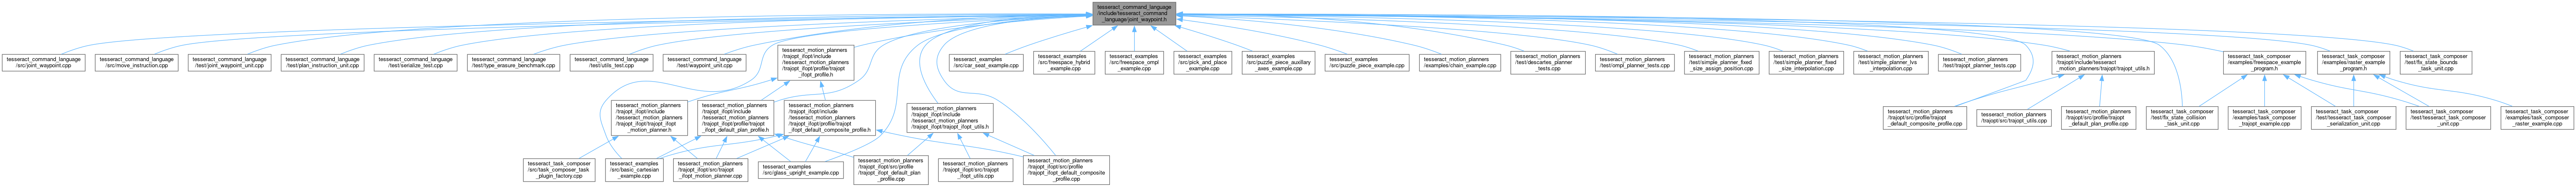 tesseract_command_language
/include/tesseract_command
_language/joint_waypoint.h
tesseract_command_language
/src/joint_waypoint.cpp
tesseract_command_language
/src/move_instruction.cpp
tesseract_command_language
/test/joint_waypoint_unit.cpp
tesseract_command_language
/test/plan_instruction_unit.cpp
tesseract_command_language
/test/serialize_test.cpp
tesseract_command_language
/test/type_erasure_benchmark.cpp
tesseract_command_language
/test/utils_test.cpp
tesseract_command_language
/test/waypoint_unit.cpp
tesseract_motion_planners
/trajopt_ifopt/include
/tesseract_motion_planners
/trajopt_ifopt/profile/trajopt
_ifopt_profile.h
tesseract_examples
/src/car_seat_example.cpp
tesseract_examples
/src/freespace_hybrid
_example.cpp
tesseract_examples
/src/freespace_ompl
_example.cpp
tesseract_examples
/src/pick_and_place
_example.cpp
tesseract_examples
/src/puzzle_piece_auxillary
_axes_example.cpp
tesseract_examples
/src/puzzle_piece_example.cpp
tesseract_motion_planners
/examples/chain_example.cpp
tesseract_motion_planners
/test/descartes_planner
_tests.cpp
tesseract_motion_planners
/test/ompl_planner_tests.cpp
tesseract_motion_planners
/test/simple_planner_fixed
_size_assign_position.cpp
tesseract_motion_planners
/test/simple_planner_fixed
_size_interpolation.cpp
tesseract_motion_planners
/test/simple_planner_lvs
_interpolation.cpp
tesseract_motion_planners
/test/trajopt_planner_tests.cpp
tesseract_motion_planners
/trajopt/include/tesseract
_motion_planners/trajopt/trajopt_utils.h
tesseract_task_composer
/examples/freespace_example
_program.h
tesseract_task_composer
/examples/raster_example
_program.h
tesseract_task_composer
/test/fix_state_bounds
_task_unit.cpp
tesseract_motion_planners
/trajopt_ifopt/include
/tesseract_motion_planners
/trajopt_ifopt/trajopt_ifopt
_motion_planner.h
tesseract_motion_planners
/trajopt_ifopt/include
/tesseract_motion_planners
/trajopt_ifopt/profile/trajopt
_ifopt_default_plan_profile.h
tesseract_motion_planners
/trajopt_ifopt/include
/tesseract_motion_planners
/trajopt_ifopt/profile/trajopt
_ifopt_default_composite_profile.h
tesseract_motion_planners
/trajopt_ifopt/include
/tesseract_motion_planners
/trajopt_ifopt/trajopt_ifopt_utils.h
tesseract_motion_planners
/trajopt/src/profile/trajopt
_default_composite_profile.cpp
tesseract_motion_planners
/trajopt/src/trajopt_utils.cpp
tesseract_motion_planners
/trajopt/src/profile/trajopt
_default_plan_profile.cpp
tesseract_task_composer
/test/fix_state_collision
_task_unit.cpp
tesseract_task_composer
/examples/task_composer
_trajopt_example.cpp
tesseract_task_composer
/test/tesseract_task_composer
_serialization_unit.cpp
tesseract_task_composer
/test/tesseract_task_composer
_unit.cpp
tesseract_task_composer
/examples/task_composer
_raster_example.cpp
tesseract_task_composer
/src/task_composer_task
_plugin_factory.cpp
tesseract_examples
/src/basic_cartesian
_example.cpp
tesseract_motion_planners
/trajopt_ifopt/src/trajopt
_ifopt_motion_planner.cpp
tesseract_examples
/src/glass_upright_example.cpp
tesseract_motion_planners
/trajopt_ifopt/src/profile
/trajopt_ifopt_default_plan
_profile.cpp
tesseract_motion_planners
/trajopt_ifopt/src/trajopt
_ifopt_utils.cpp
tesseract_motion_planners
/trajopt_ifopt/src/profile
/trajopt_ifopt_default_composite
_profile.cpp